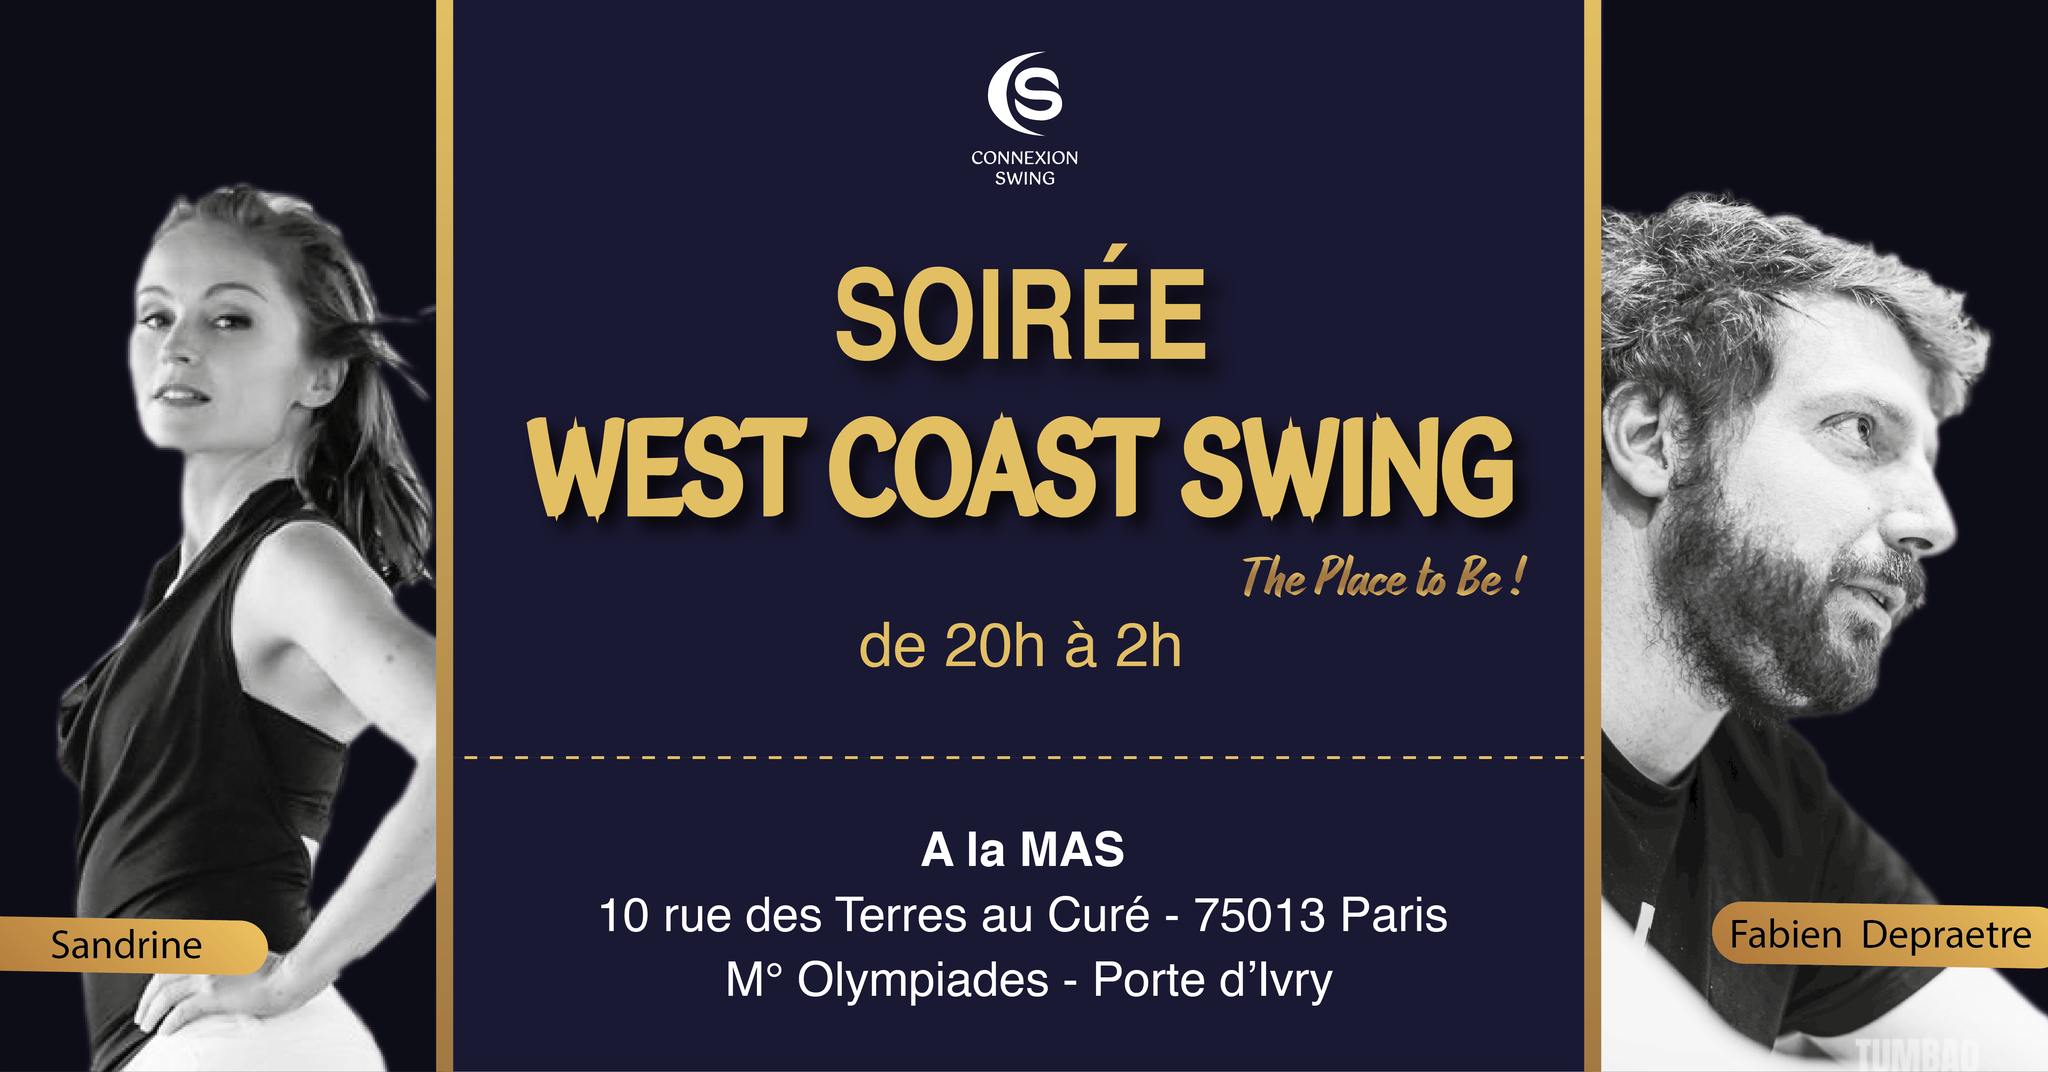 CONNEXION
SWING
SOIRÉE
WEST COAST SWING
The Place to Be !
de 20h à 2h
A la MAS
10 rue des Terres au Curé - 75013 Paris
M° Olympiades - Porte d’Ivry
Sandrine
Fabien Depraetre
TUMBAO